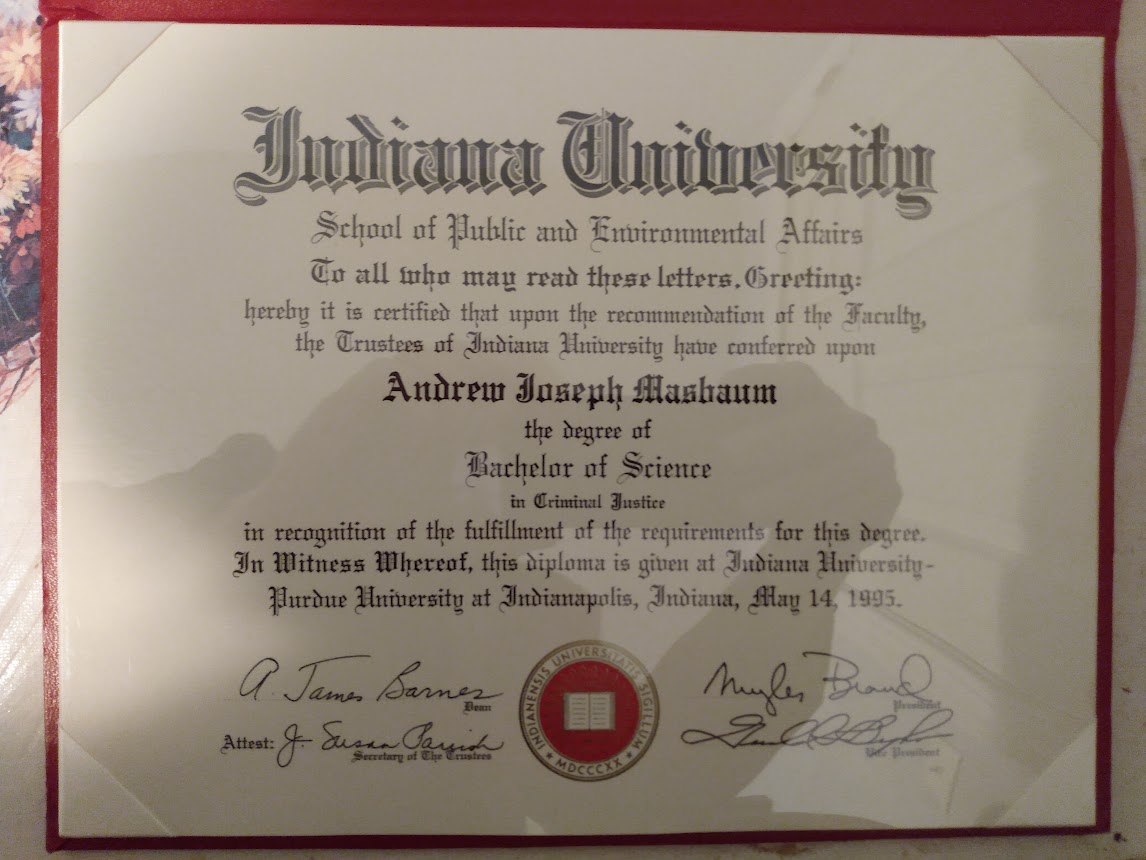 Indiana University
School of Public and Environmental Affairs
To all who may read these letters. Greeting:
hereby it is certified that upon the recommendation of the Faculty,
the Trustees of Indiana University have conferred upon
Andrew Joseph Masbaum
the degree of
Bachelor of Science
in Criminal Justice
in recognition of the fulfillment of the requirements for this degree.
In Witness Whereof, this diploma is given at Indiana University-
Purdue University at Indianapolis, Indiana, May 14, 1995.
A. James Barnes
Dean
Attest: J. Susan Parrish
Secretary of The Trustees
INDIANENSIS UNIVERSITATIS SIGILLUM
MDCCCXX
Myles Brand
President
Vice President